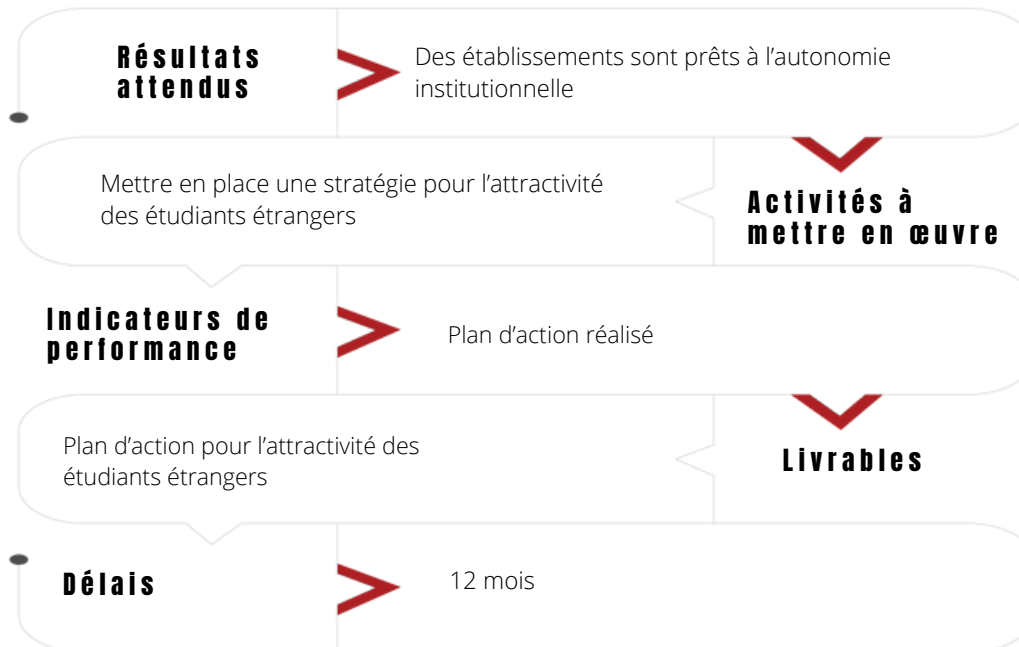 Résultats
attendus
Des établissements sont prêts à l’autonomie
institutionnelle
Mettre en place une stratégie pour l’attractivité
des étudiants étrangers
Activités à
mettre en œuvre
Indicateurs de
performance
Plan d’action réalisé
Plan d’action pour l’attractivité des
étudiants étrangers
Livrables
Délais
12 mois